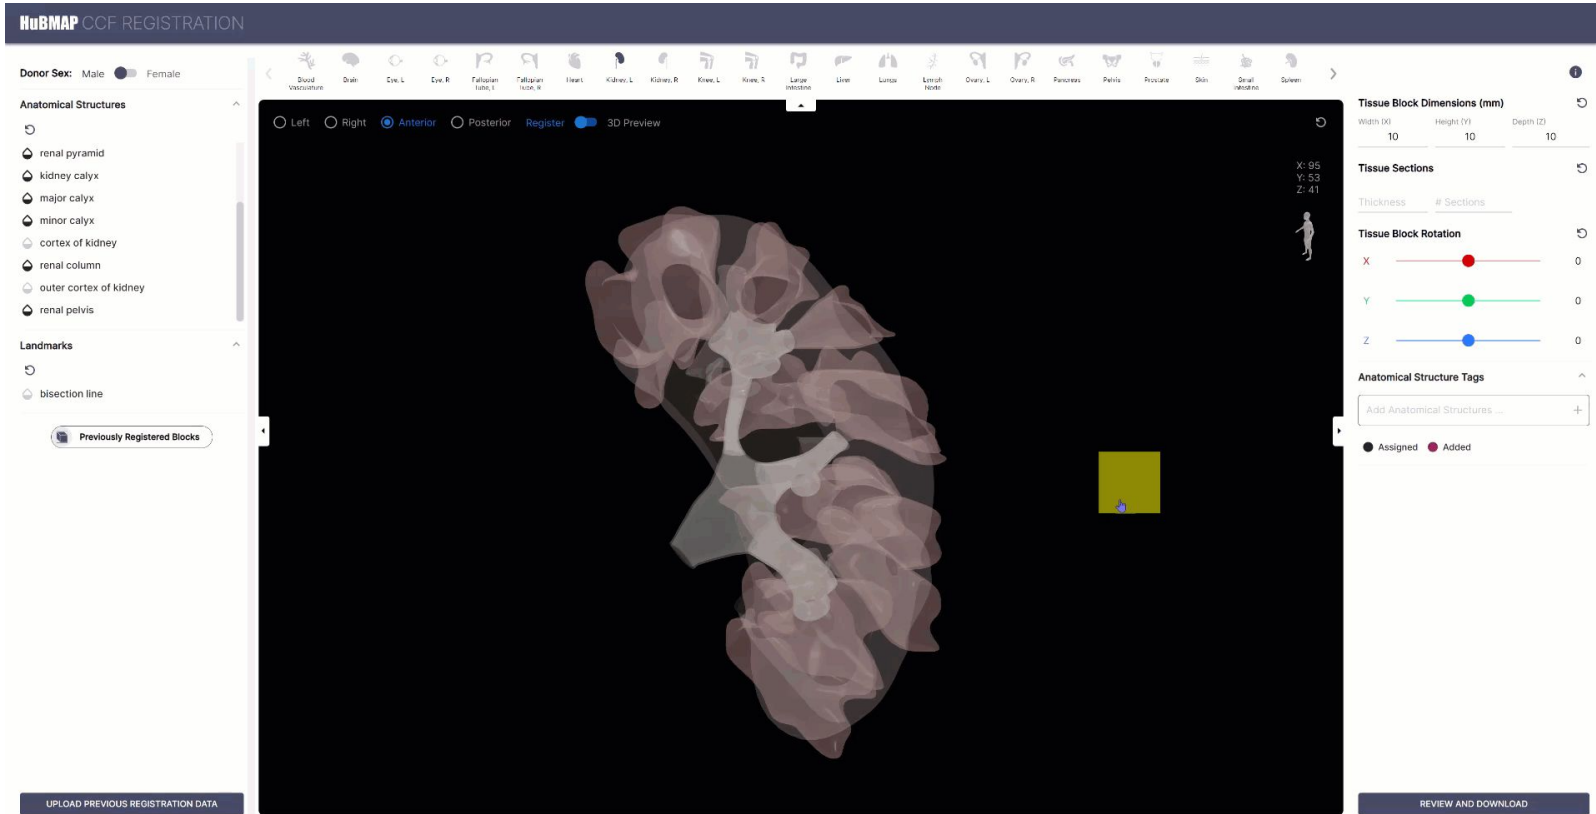 HuBMAP CCF REGISTRATION
Donor Sex: Male Female
Anatomical Structures
renal pyramid
kidney calyx
major calyx
minor calyx
cortex of kidney
renal column
outer cortex of kidney
renal pelvis
Landmarks
bisection line
Previously Registered Blocks
UPLOAD PREVIOUS REGISTRATION DATA
Blood Vasculature
Brain
Eye, L
Eye, R
Fallopian Tube, L
Fallopian Tube, R
Heart
Kidney, L
Kidney, R
Knee, L
Knee, R
Large Intestine
Liver
Lungs
Lymph Node
Ovary, L
Ovary, R
Pancreas
Pelvis
Prostate
Skin
Small Intestine
Spleen
Left Right Anterior Posterior Register 3D Preview
X: 95
Y: 53
Z: 41
Tissue Block Dimensions (mm)
Width (X) Height (Y) Depth (Z)
10 10 10
Tissue Sections
Thickness # Sections
Tissue Block Rotation
X 0
Y 0
Z 0
Anatomical Structure Tags
Add Anatomical Structures ...
Assigned Added
REVIEW AND DOWNLOAD